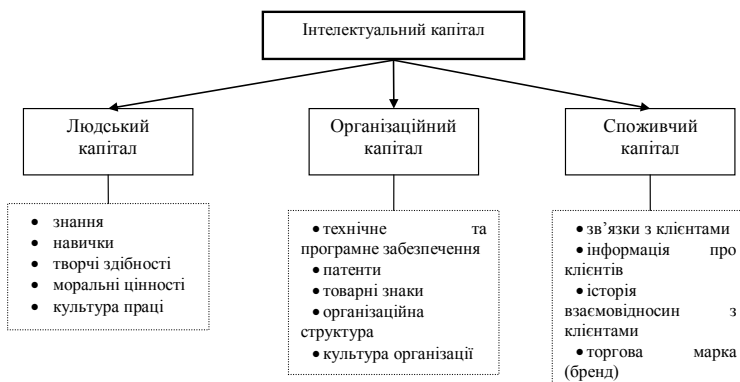 Інтелектуальний капітал
Людський
капітал
Організаційний
капітал
Споживчий
капітал
• знання
• навички
• творчі здібності
• моральні цінності
• культура праці
• технічне та
програмне забезпечення
• патенти
• товарні знаки
• організаційна
структура
• культура організації
• зв’язки з клієнтами
• інформація про
клієнтів
• історія
взаємовідносин з
клієнтами
• торгова марка
(бренд)